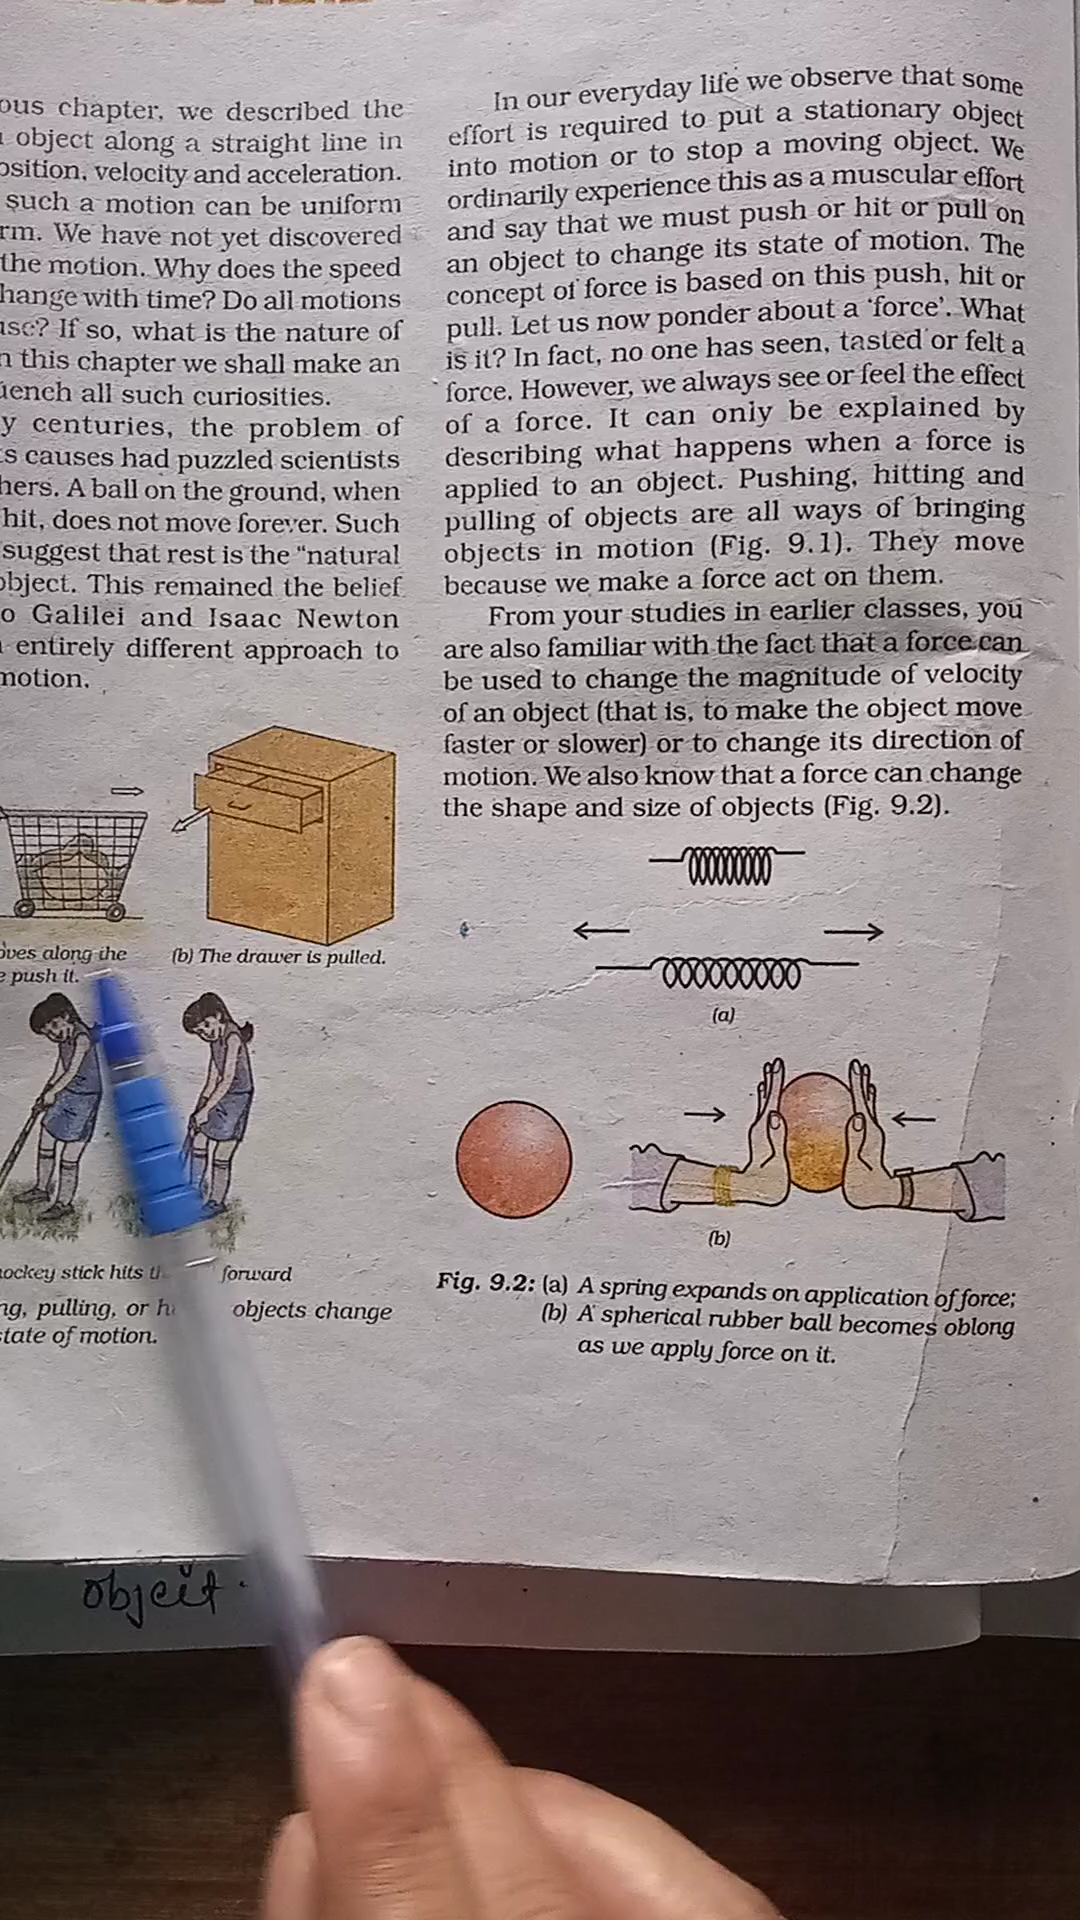 ous chapter, we described the
object along a straight line in
osition, velocity and acceleration.
such a motion can be uniform
rm. We have not yet discovered
the motion. Why does the speed
hange with time? Do all motions
use? If so, what is the nature of
n this chapter we shall make an
uench all such curiosities.
y centuries, the problem of
s causes had puzzled scientists
hers. A ball on the ground, when
hit, does not move forever. Such
suggest that rest is the “natural
object. This remained the belief
o Galilei and Isaac Newton
entirely different approach to
motion.
oves along the
e push it.
(b) The drawer is pulled.
hockey stick hits forward
ng, pulling, or objects change
state of motion.
In our everyday life we observe that some
effort is required to put a stationary object
into motion or to stop a moving object. We
ordinarily experience this as a muscular effort
and say that we must push or hit or pull on
an object to change its state of motion. The
concept of force is based on this push, hit or
pull. Let us now ponder about a ‘force’. What
is it? In fact, no one has seen, tasted or felt a
force. However, we always see or feel the effect
of a force. It can only be explained by
describing what happens when a force is
applied to an object. Pushing, hitting and
pulling of objects are all ways of bringing
objects in motion (Fig. 9.1). They move
because we make a force act on them.
From your studies in earlier classes, you
are also familiar with the fact that a force can
be used to change the magnitude of velocity
of an object (that is, to make the object move
faster or slower) or to change its direction of
motion. We also know that a force can change
the shape and size of objects (Fig. 9.2).
(a)
(b)
Fig. 9.2: (a) A spring expands on application of force;
(b) A spherical rubber ball becomes oblong
as we apply force on it.
object.